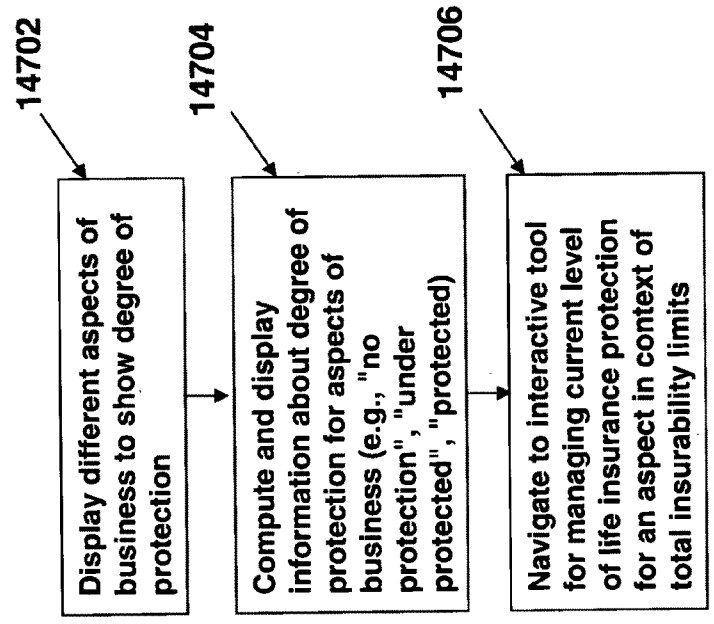 14702
Display different aspects of
business to show degree of
protection
14704
Compute and display
information about degree of
protection for aspects of
business (e.g., "no
protection", "under
protected", "protected)
14706
Navigate to interactive tool
for managing current level
of life insurance protection
for an aspect in context of
total insurability limits